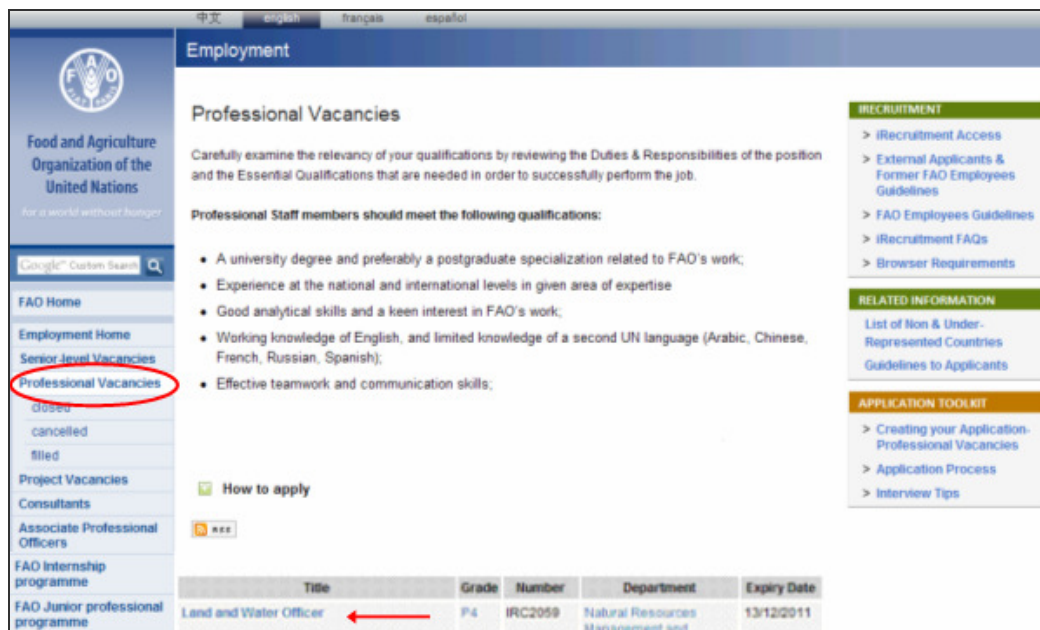 中文 english français español
Employment
FAO
FIAT PANIS
Food and Agriculture
Organization of the
United Nations
for a world without hunger
Google™ Custom Search
FAO Home
Employment Home
Senior-level Vacancies
Professional Vacancies
closed
cancelled
filled
Project Vacancies
Consultants
Associate Professional
Officers
FAO Internship
programme
FAO Junior professional
programme
Professional Vacancies
Carefully examine the relevancy of your qualifications by reviewing the Duties & Responsibilities of the position
and the Essential Qualifications that are needed in order to successfully perform the job.
Professional Staff members should meet the following qualifications:
• A university degree and preferably a postgraduate specialization related to FAO's work;
• Experience at the national and international levels in given area of expertise
• Good analytical skills and a keen interest in FAO's work;
• Working knowledge of English, and limited knowledge of a second UN language (Arabic, Chinese,
French, Russian, Spanish);
• Effective teamwork and communication skills;
How to apply
RSS
Title Grade Number Department Expiry Date
Land and Water Officer P4 IRC2059 Natural Resources 13/12/2011
Management and
IRECRUITMENT
> iRecruitment Access
> External Applicants &
Former FAO Employees
Guidelines
> FAO Employees Guidelines
> iRecruitment FAQs
> Browser Requirements
RELATED INFORMATION
List of Non & Under-
Represented Countries
Guidelines to Applicants
APPLICATION TOOLKIT
> Creating your Application-
Professional Vacancies
> Application Process
> Interview Tips